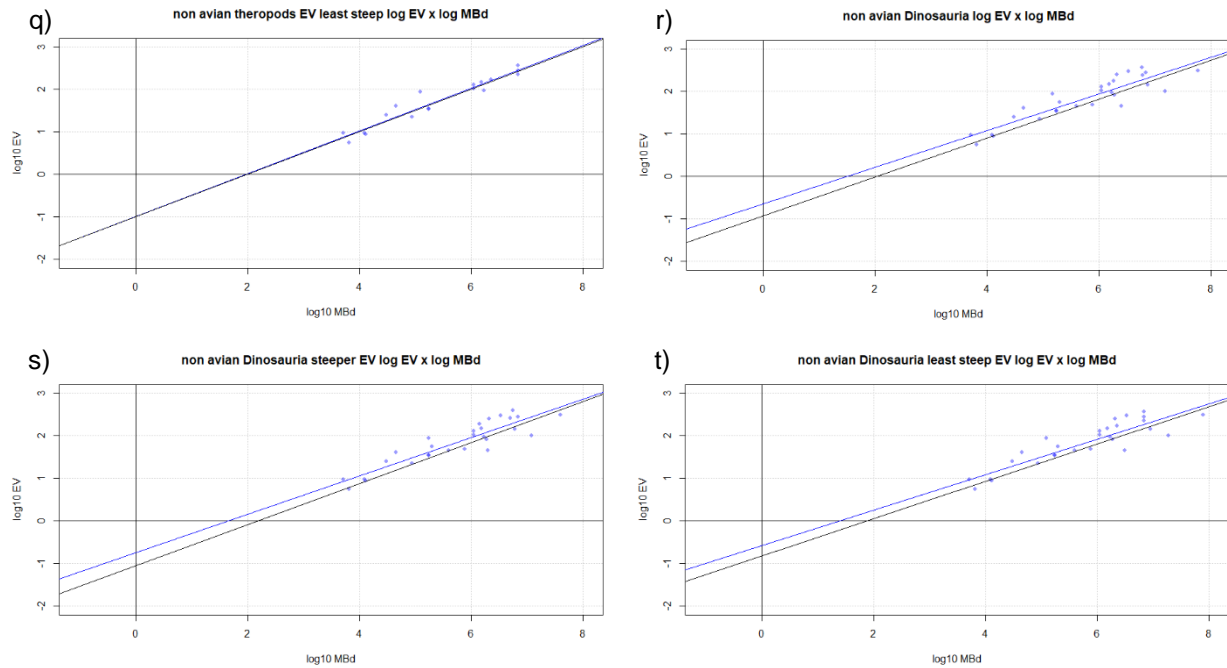 q)
non avian theropods EV least steep log EV x log MBd
log10 EV
3
2
1
0
-1
-2
0
2
4
6
8
log10 MBd
r)
non avian Dinosauria log EV x log MBd
log10 EV
3
2
1
0
-1
-2
0
2
4
6
8
log10 MBd
s)
non avian Dinosauria steeper EV log EV x log MBd
log10 EV
3
2
1
0
-1
-2
0
2
4
6
8
log10 MBd
t)
non avian Dinosauria least steep EV log EV x log MBd
log10 EV
3
2
1
0
-1
-2
0
2
4
6
8
log10 MBd